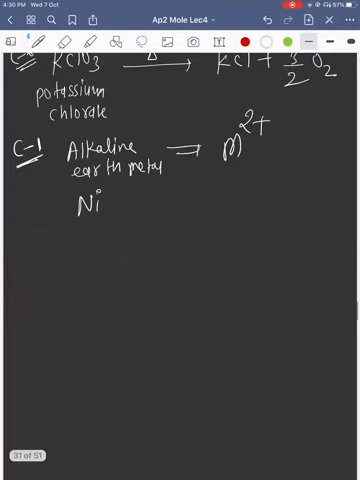 4:30 PM Wed 7 Oct
57%
Ap2 Mole Lec4
KClO3 Δ→ KCl + 3/2 O2
potassium
chlorate
C-1 Alkaline ⇒ M2+
earth metal
Ni
31 of 51